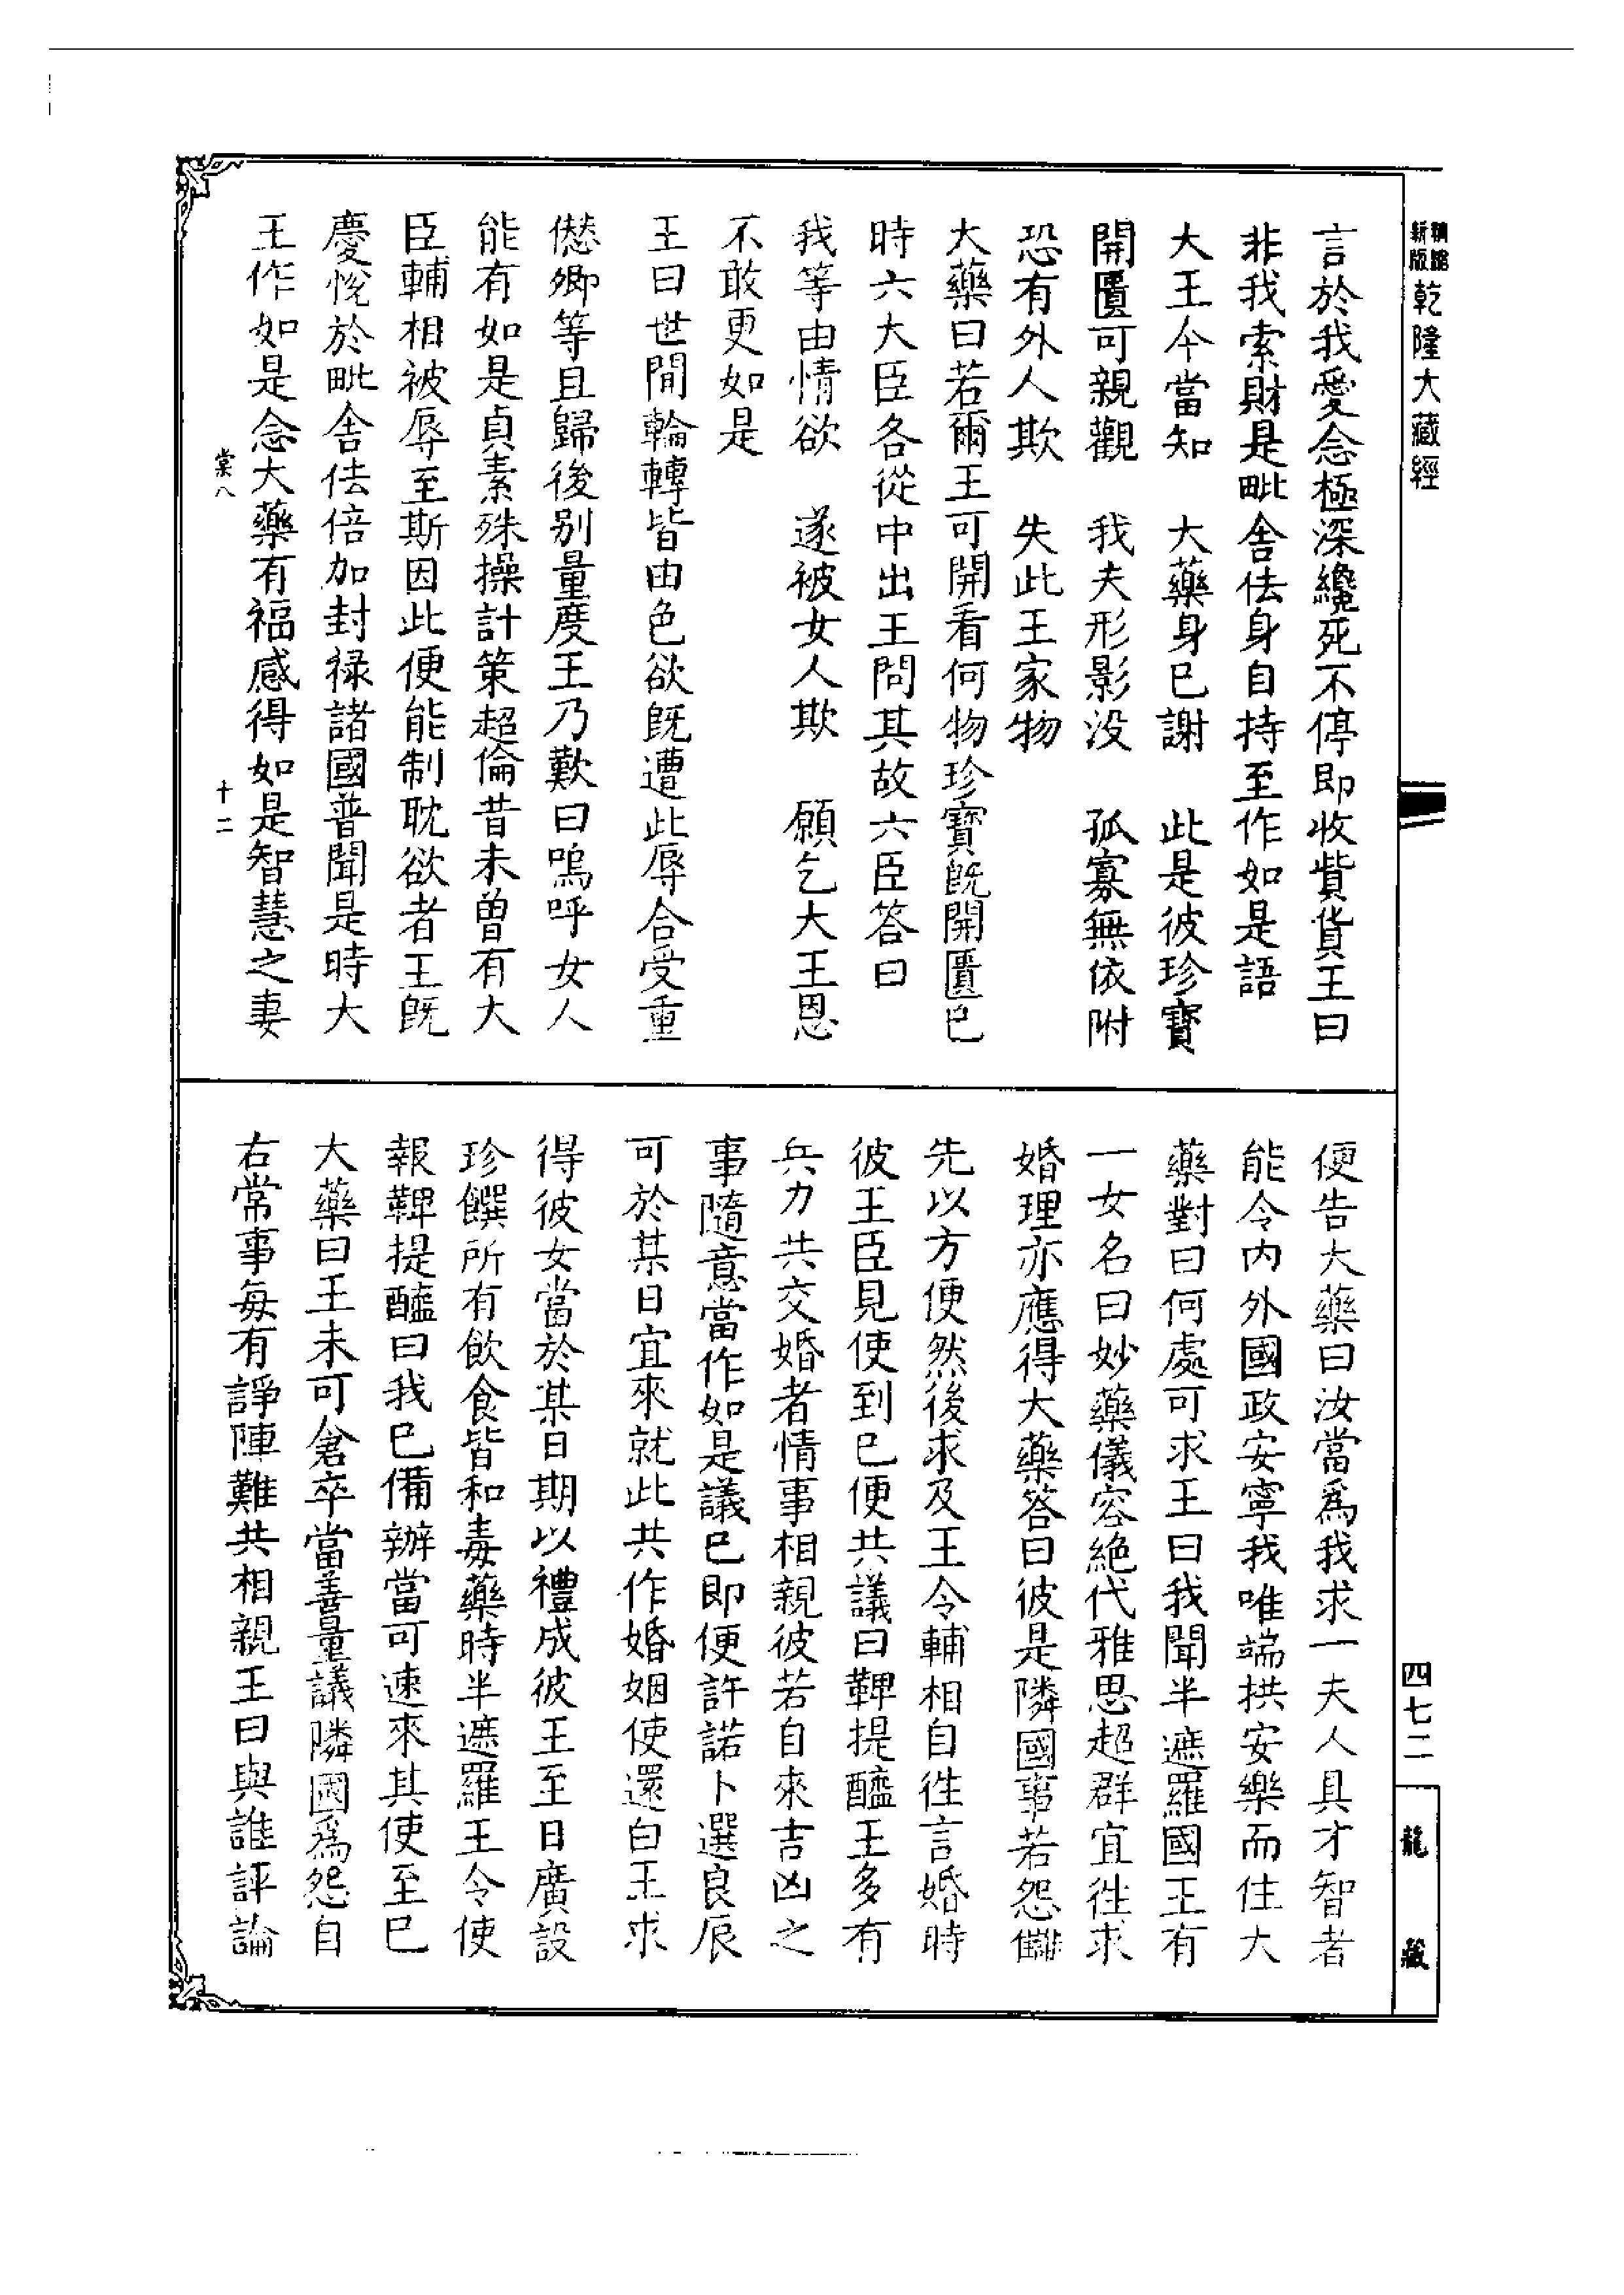 新版
精縮
乾隆大藏經
言於我愛念極深纔死不停即收貲貨王曰
非我索財是毗舍佉身自持至作如是語
大王今當知　大藥身已謝　此是彼珍寶
開匱可親觀　我夫形影沒　孤寡無依附
恐有外人欺　失此王家物
大藥曰若爾王可開看何物珍寶既開匱已
時六大臣各從中出王問其故六臣答曰
我等由情欲　遂被女人欺　願乞大王恩
不敢更如是
王曰世間輪轉皆由色欲既遭此辱合受重
愆卿等且歸後別量度王乃歎曰嗚呼女人
能有如是貞素殊操計策超倫昔未曾有大
臣輔相被辱至斯因此便能制耽欲者王既
慶悅於毗舍佉倍加封祿諸國普聞是時大
王作如是念大藥有福感得如是智慧之妻
棠八　十二
便告大藥曰汝當為我求一夫人具才智者
能令內外國政安寧我唯端拱安樂而住大
藥對曰何處可求王曰我聞半遮羅國王有
一女名曰妙藥儀容絕代雅思超群宜往求
婚理亦應得大藥答曰彼是隣國事若怨讎
先以方便然後求及王令輔相自往言婚時
彼王臣見使到已便共議曰鞞提醯王多有
兵力共交婚者情事相親彼若自來吉凶之
事隨意當作如是議已即便許諾卜選良辰
可於某日宜來就此共作婚姻使還白王求
得彼女當於某日期以禮成彼王至日廣設
珍饌所有飲食皆和毒藥時半遮羅王令使
報鞞提醯曰我已備辦當可速來其使至已
大藥曰王未可倉卒當善量議隣國為怨自
右常事每有諍陣難共相親王曰與誰評論
四七二
龍藏